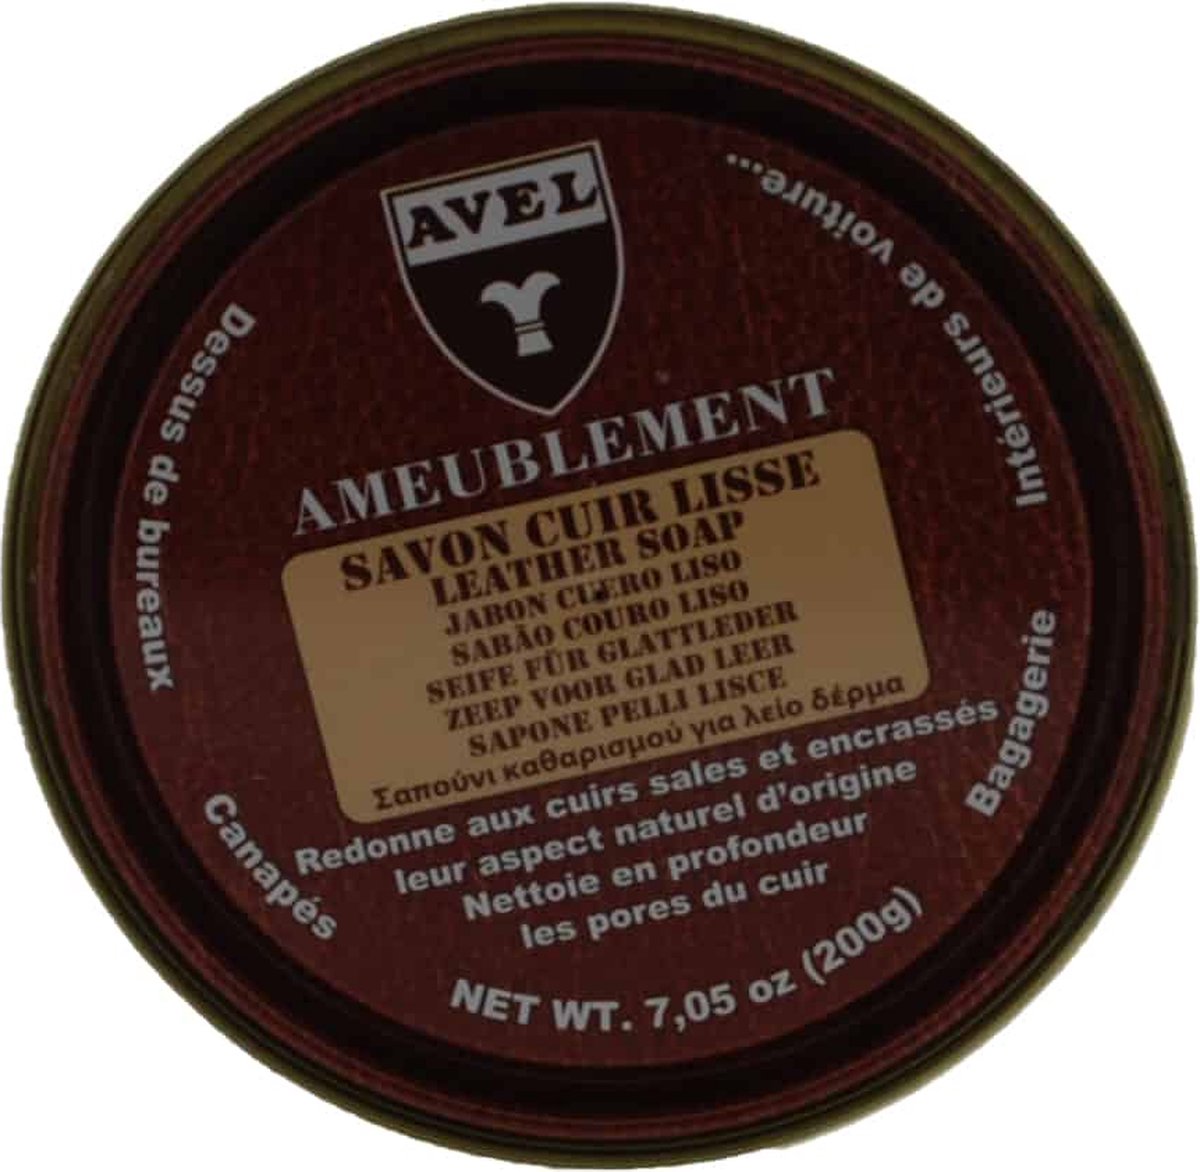 AVEL
AMEUBLEMENT
SAVON CUIR LISSE
LEATHER SOAP
JABON CUERO LISO
SABÃO COURO LISO
SEIFE FÜR GLATTLEDER
ZEEP VOOR GLAD LEER
SAPONE PELLI LISCE
Σαπούνι καθαρισμού για λείο δέρμα
Redonne aux cuirs sales et encrassés
leur aspect naturel d'origine
Nettoie en profondeur
les pores du cuir
NET WT. 7,05 oz (200g)
Canapés
Dessus de bureaux
Intérieurs de voiture...
Bagagerie